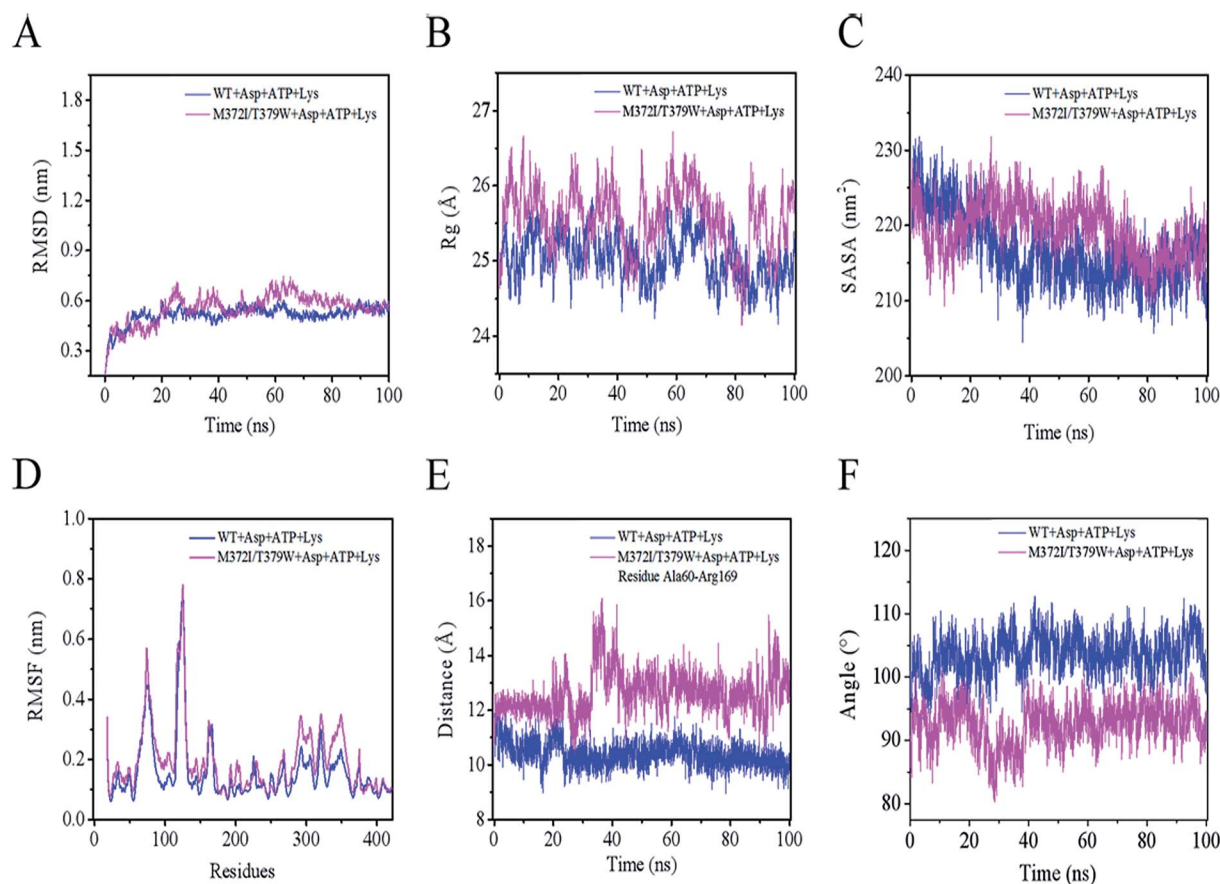 A
WT+Asp+ATP+Lys
M372I/T379W+Asp+ATP+Lys
RMSD (nm)
1.8
1.5
1.2
0.9
0.6
0.3
0 20 40 60 80 100
Time (ns)
B
WT+Asp+ATP+Lys
M372I/T379W+Asp+ATP+Lys
Rg (Å)
27
26
25
24
0 20 40 60 80 100
Time (ns)
C
WT+Asp+ATP+Lys
M372I/T379W+Asp+ATP+Lys
SASA (nm²)
240
230
220
210
200
0 20 40 60 80 100
Time (ns)
D
WT+Asp+ATP+Lys
M372I/T379W+Asp+ATP+Lys
RMSF (nm)
1.0
0.8
0.6
0.4
0.2
0.0
0 100 200 300 400
Residues
E
WT+Asp+ATP+Lys
M372I/T379W+Asp+ATP+Lys
Residue Ala60-Arg169
Distance (Å)
18
16
14
12
10
8
0 20 40 60 80 100
Time (ns)
F
WT+Asp+ATP+Lys
M372I/T379W+Asp+ATP+Lys
Angle (°)
120
110
100
90
80
0 20 40 60 80 100
Time (ns)